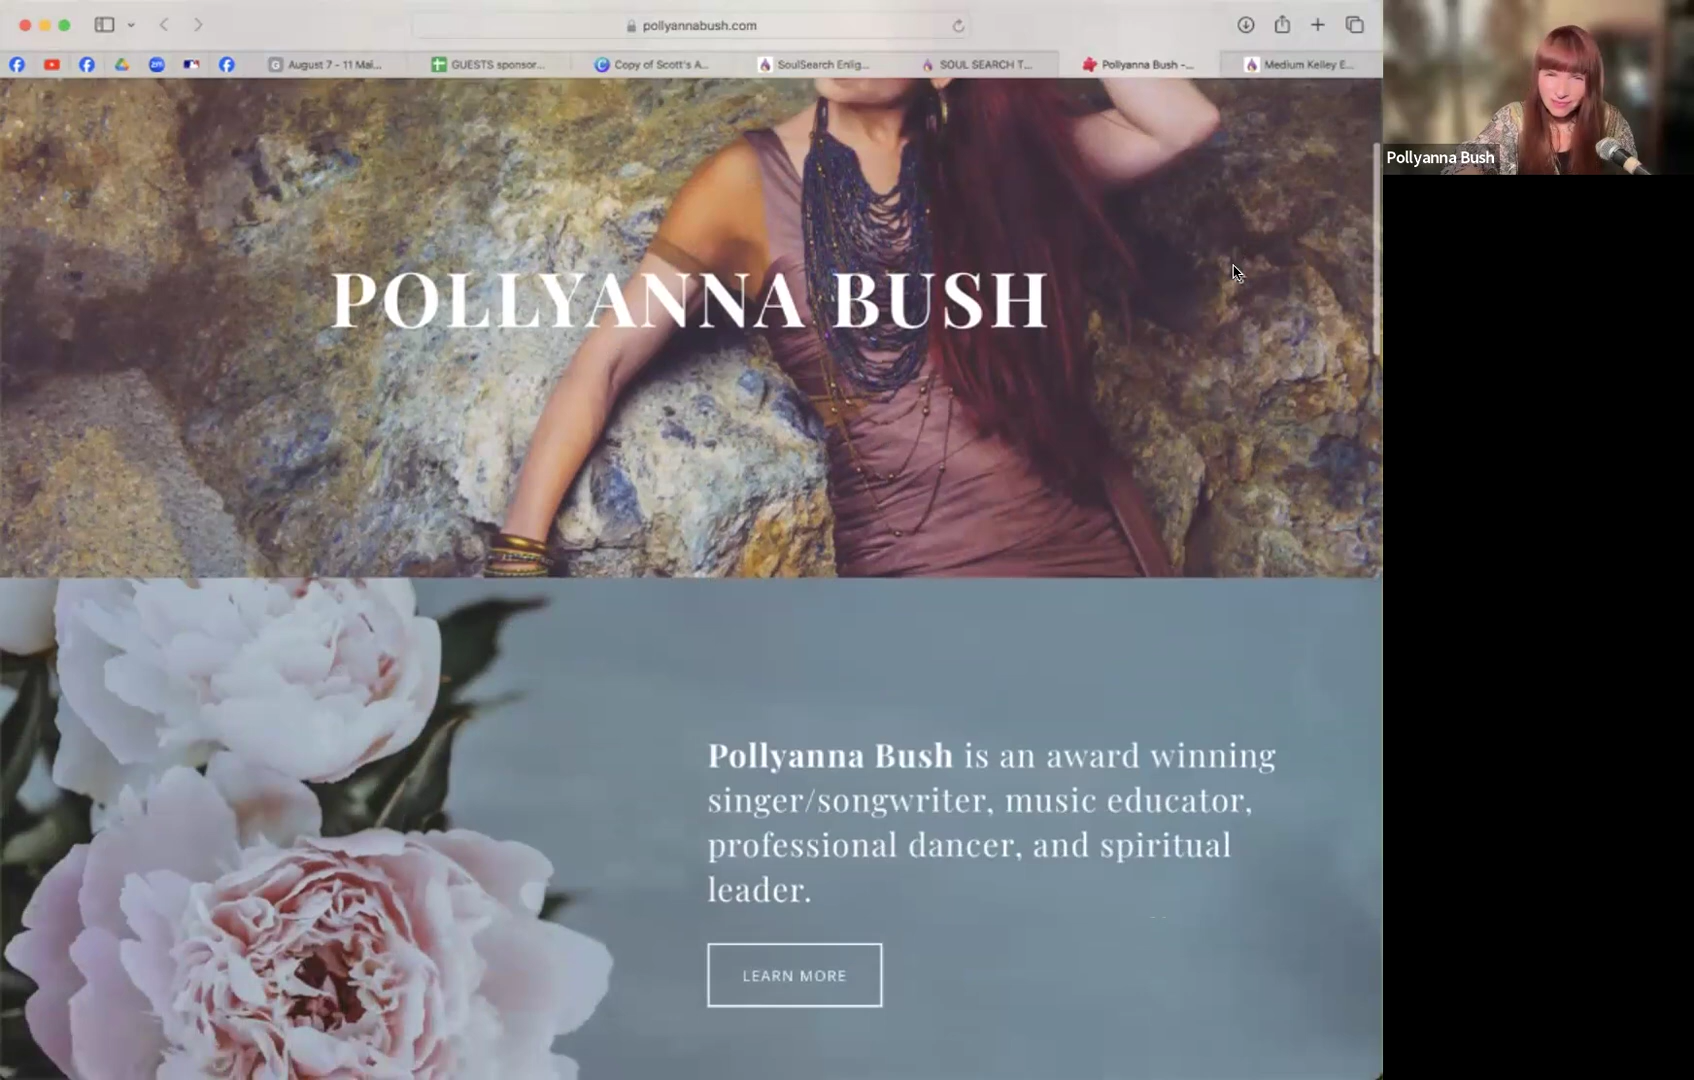 pollyannabush.com
August 7 - 11 Mai...
GUESTS sponsor...
Copy of Scott's A...
SoulSearch Enlig...
SOUL SEARCH T...
Pollyanna Bush -...
Medium Kelley E...
Pollyanna Bush
POLLYANNA BUSH
Pollyanna Bush is an award winning
singer/songwriter, music educator,
professional dancer, and spiritual
leader.
LEARN MORE